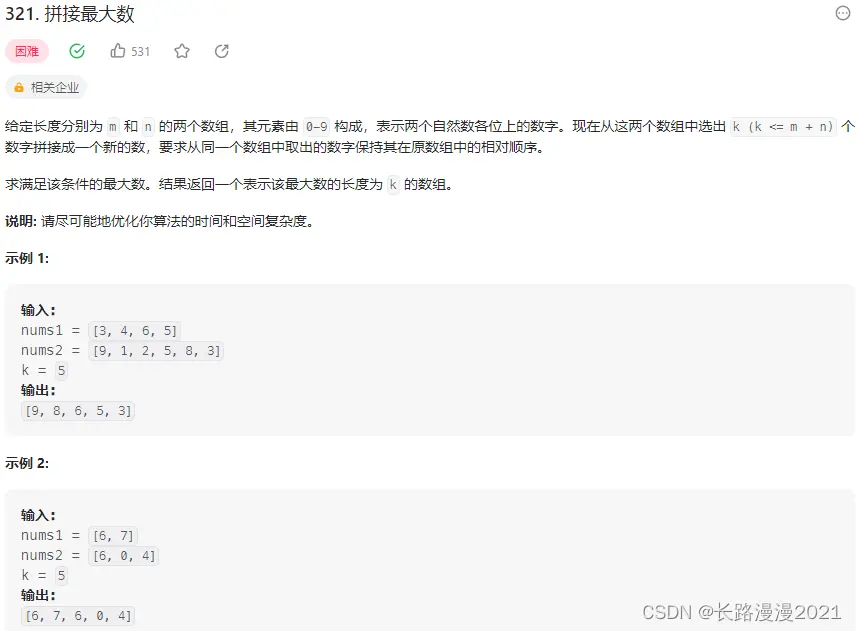 321. 拼接最大数
困难 531
相关企业
给定长度分别为 m 和 n 的两个数组，其元素由 0-9 构成，表示两个自然数各位上的数字。现在从这两个数组中选出 k (k <= m + n) 个
数字拼接成一个新的数，要求从同一个数组中取出的数字保持其在原数组中的相对顺序。
求满足该条件的最大数。结果返回一个表示该最大数的长度为 k 的数组。
说明: 请尽可能地优化你算法的时间和空间复杂度。
示例 1:
输入:
nums1 = [3, 4, 6, 5]
nums2 = [9, 1, 2, 5, 8, 3]
k = 5
输出:
[9, 8, 6, 5, 3]
示例 2:
输入:
nums1 = [6, 7]
nums2 = [6, 0, 4]
k = 5
输出:
[6, 7, 6, 0, 4]
CSDN @长路漫漫2021